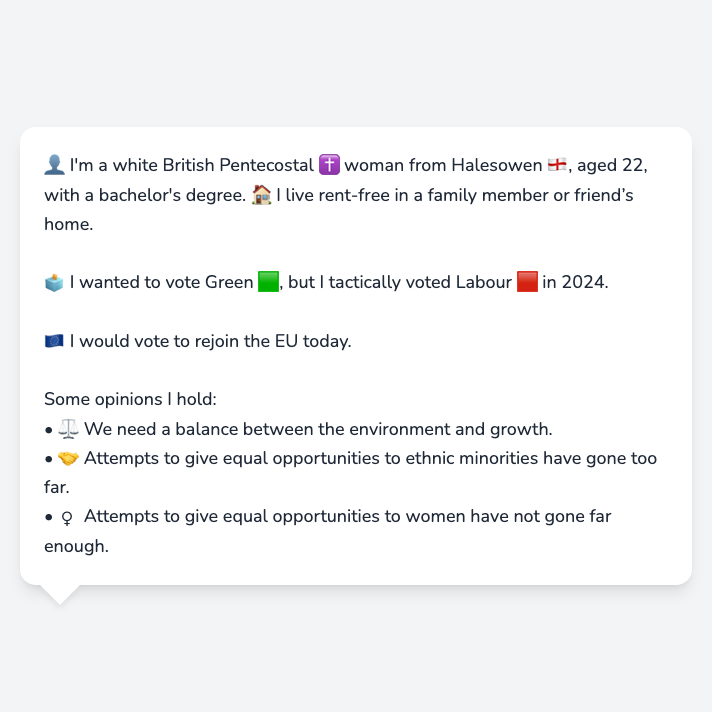 👤 I'm a white British Pentecostal ✝️ woman from Halesowen 🏴󠁧󠁢󠁥󠁮󠁧󠁿, aged 22,
with a bachelor's degree. 🏠 I live rent-free in a family member or friend’s
home.
🗳️ I wanted to vote Green 🟩, but I tactically voted Labour 🟥 in 2024.
🇪🇺 I would vote to rejoin the EU today.
Some opinions I hold:
• ⚖️ We need a balance between the environment and growth.
• 🤝 Attempts to give equal opportunities to ethnic minorities have gone too
far.
• ♀ Attempts to give equal opportunities to women have not gone far
enough.